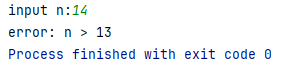 input n:14
error: n > 13
Process finished with exit code 0